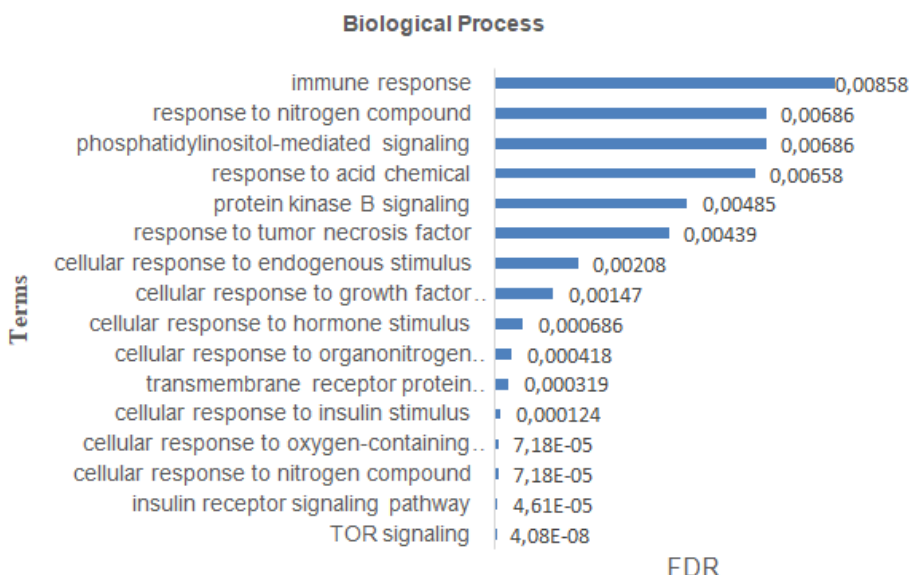 Biological Process
Terms
immune response 0,00858
response to nitrogen compound 0,00686
phosphatidylinositol-mediated signaling 0,00686
response to acid chemical 0,00658
protein kinase B signaling 0,00485
response to tumor necrosis factor 0,00439
cellular response to endogenous stimulus 0,00208
cellular response to growth factor.. 0,00147
cellular response to hormone stimulus 0,000686
cellular response to organonitrogen.. 0,000418
transmembrane receptor protein.. 0,000319
cellular response to insulin stimulus 0,000124
cellular response to oxygen-containing.. 7,18E-05
cellular response to nitrogen compound 7,18E-05
insulin receptor signaling pathway 4,61E-05
TOR signaling 4,08E-08
FDR